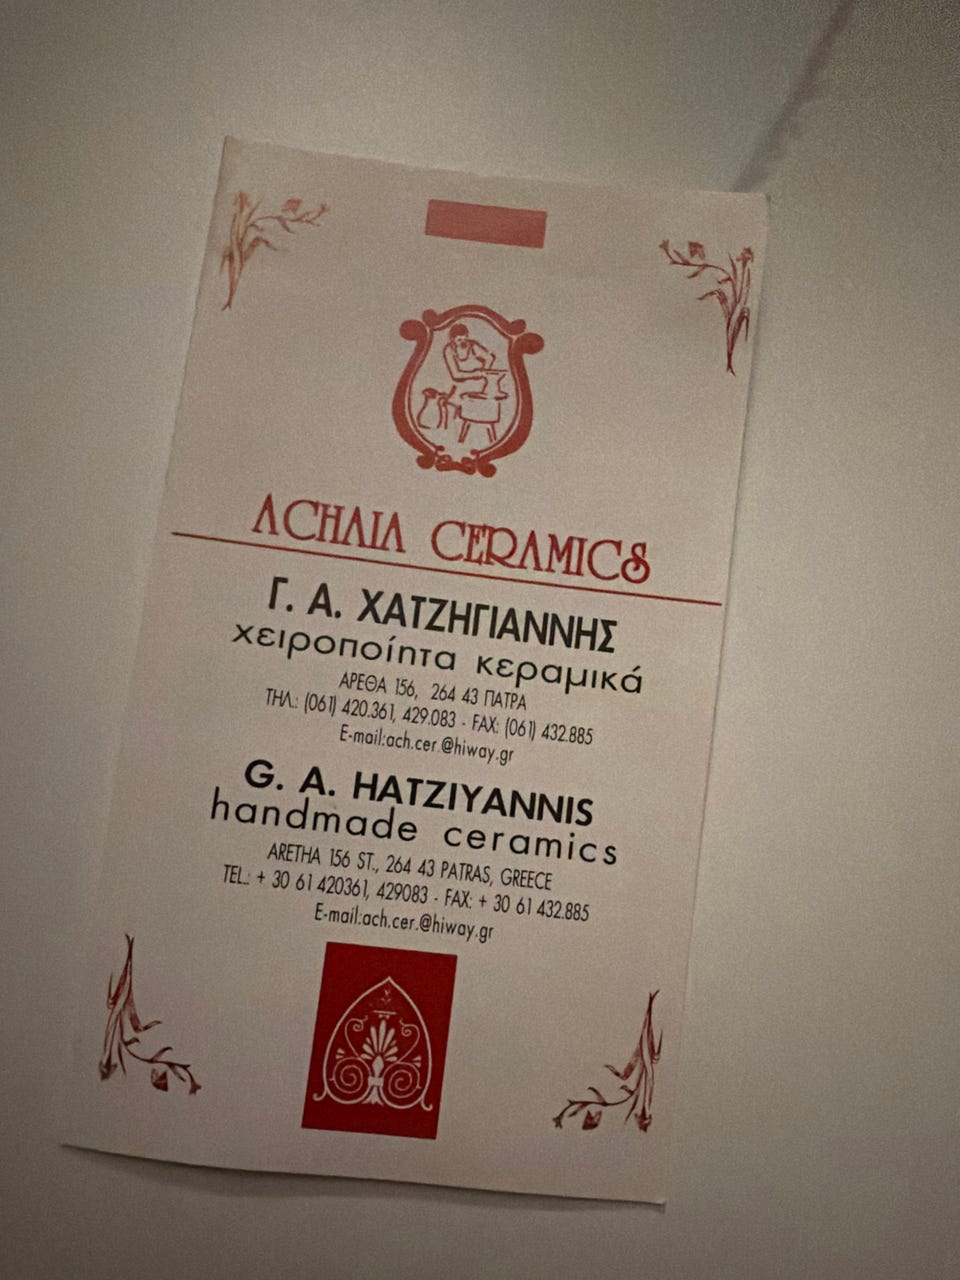 ACHAIA CERAMICS
Γ. Α. ΧΑΤΖΗΓΙΑΝΝΗΣ
χειροποίητα κεραμικά
ΑΡΕΘΑ 156, 264 43 ΠΑΤΡΑ
ΤΗΛ.: (061) 420.361, 429.083 - FAX: (061) 432.885
E-mail:ach.cer.@hiway.gr
G. A. HATZIYANNIS
handmade ceramics
ARETHA 156 ST., 264 43 PATRAS, GREECE
TEL.: + 30 61 420361, 429083 - FAX: + 30 61 432.885
E-mail:ach.cer.@hiway.gr